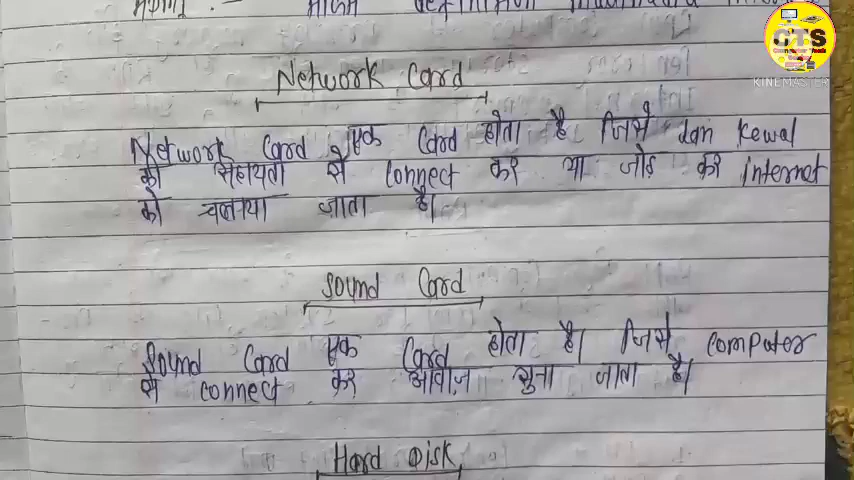 Network Card
Network Card एक Card होता है जिसे lan Kewal
की सहायता से Connect कर या जोड़ कर internet
को चलाया जाता है।
Sound Card
Sound Card एक Card होता है। जिसे Computer
से connect कर आवाज़ सुना जाता है।
Hard Disk
CTS
KINEMASTER